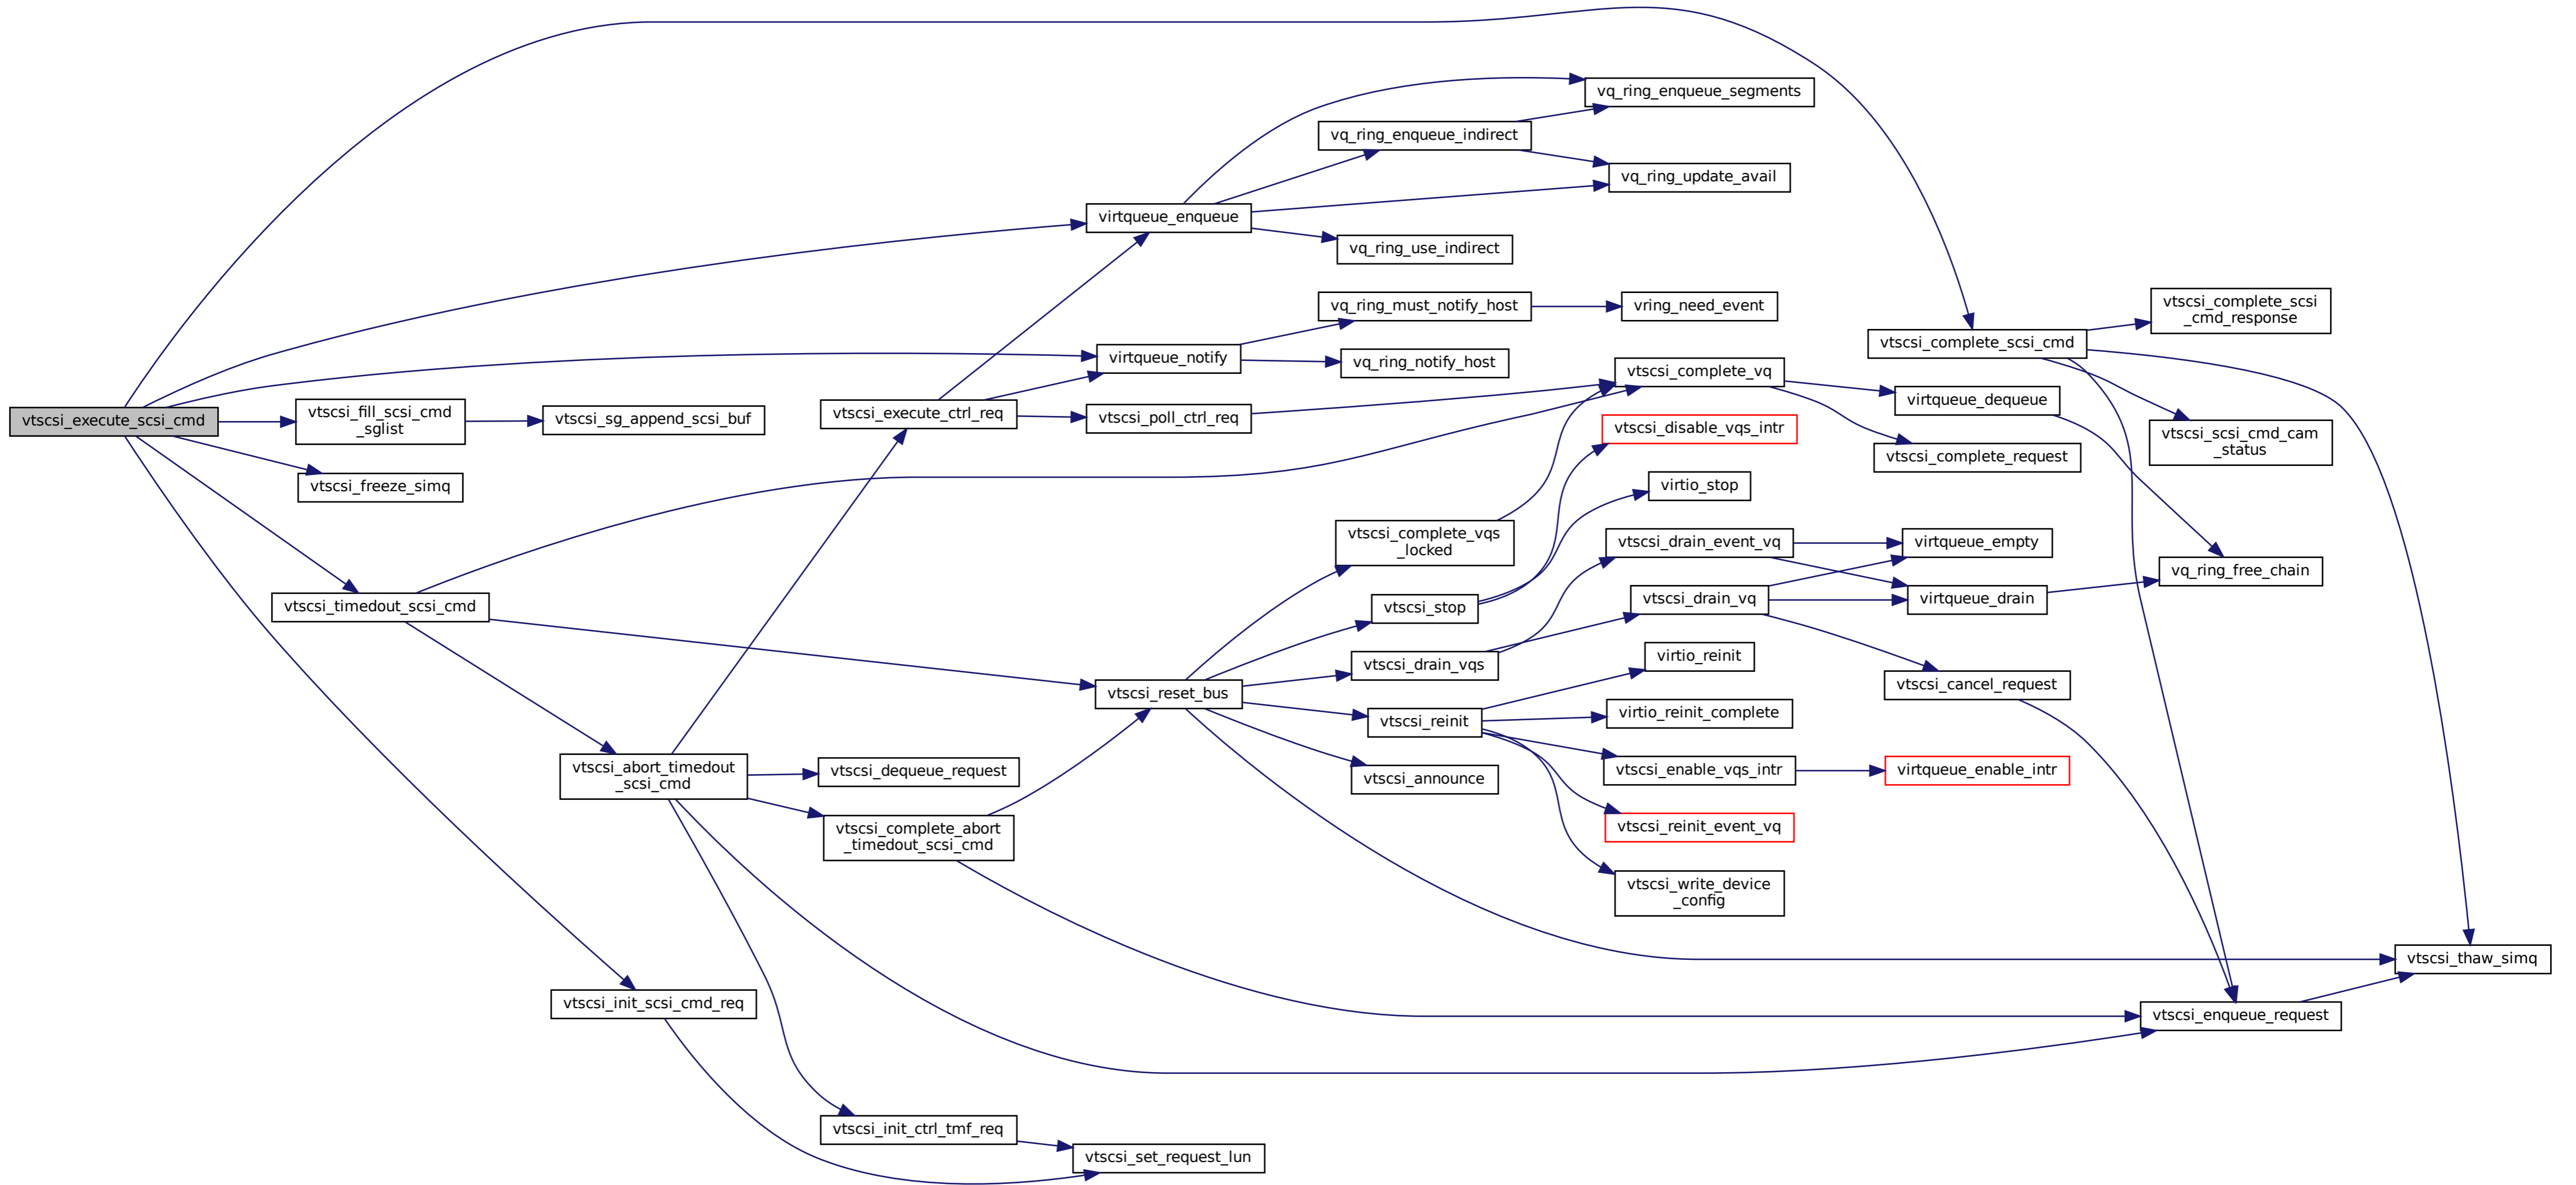 vtscsi_execute_scsi_cmd
vtscsi_fill_scsi_cmd
_sglist
vtscsi_sg_append_scsi_buf
vtscsi_freeze_simq
vtscsi_timedout_scsi_cmd
vtscsi_abort_timedout
_scsi_cmd
vtscsi_init_scsi_cmd_req
vtscsi_execute_ctrl_req
vtscsi_dequeue_request
vtscsi_complete_abort
_timedout_scsi_cmd
vtscsi_init_ctrl_tmf_req
virtqueue_enqueue
virtqueue_notify
vtscsi_poll_ctrl_req
vtscsi_reset_bus
vtscsi_set_request_lun
vq_ring_enqueue_indirect
vq_ring_use_indirect
vq_ring_must_notify_host
vq_ring_notify_host
vtscsi_complete_vqs
_locked
vtscsi_stop
vtscsi_drain_vqs
vtscsi_reinit
vtscsi_announce
vq_ring_enqueue_segments
vq_ring_update_avail
vring_need_event
vtscsi_complete_vq
vtscsi_disable_vqs_intr
virtio_stop
vtscsi_drain_event_vq
vtscsi_drain_vq
virtio_reinit
virtio_reinit_complete
vtscsi_enable_vqs_intr
vtscsi_reinit_event_vq
vtscsi_write_device
_config
vtscsi_complete_scsi_cmd
virtqueue_dequeue
vtscsi_complete_request
virtqueue_empty
virtqueue_drain
vtscsi_cancel_request
virtqueue_enable_intr
vtscsi_complete_scsi
_cmd_response
vtscsi_scsi_cmd_cam
_status
vq_ring_free_chain
vtscsi_enqueue_request
vtscsi_thaw_simq